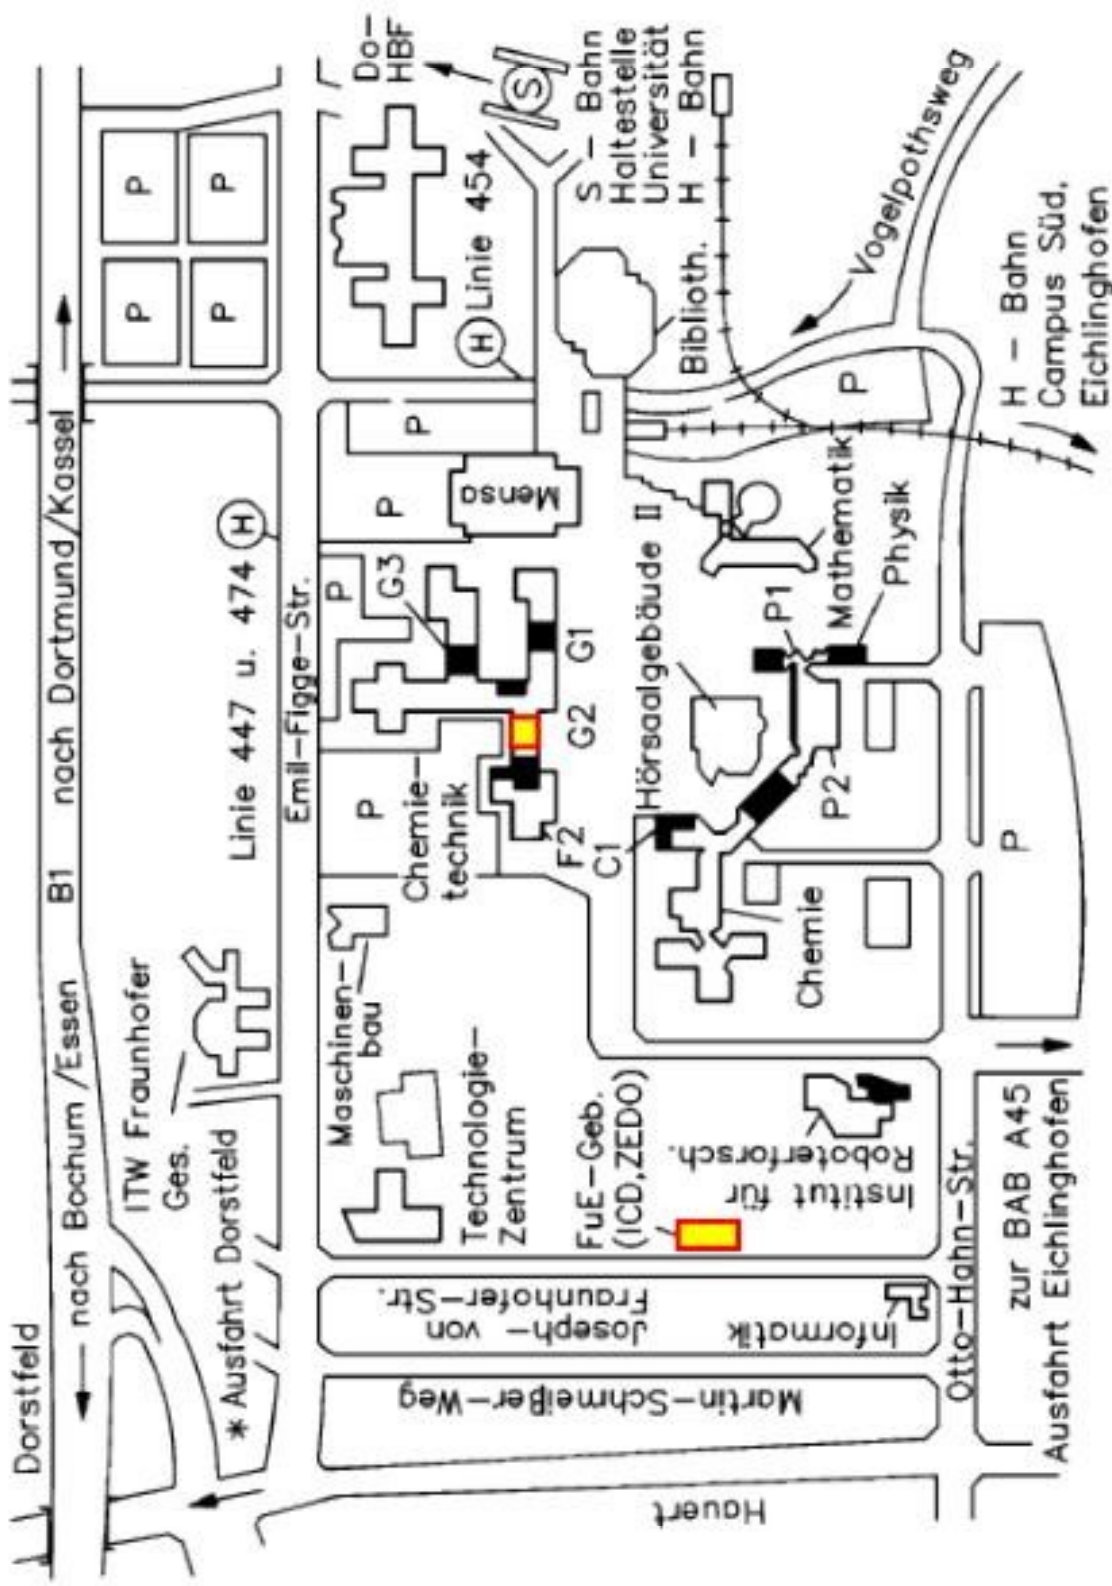 Dorstfeld
nach Bochum/Essen
B1 nach Dortmund/Kassel
* Ausfahrt Dorstfeld
ITW Fraunhofer
Ges.
Linie 447 u. 474
H
P
P
P
P
Emil-Figge-Str.
Do-
HBF
S
H
Linie 454
S - Bahn
Haltestelle
Universität
H - Bahn
Maschinen-
bau
Technologie-
Zentrum
P
Chemie-
technik
P
G3
P
P
Mensa
F2
G2
G1
Biblioth.
Vogelpothsweg
Hauert
Martin-Schmeißer-Weg
Joseph-von
Fraunhofer-Str.
Informatik
FuE-Geb.
(ICD,ZEDO)
Institut für
Roboterforsch.
C1
Hörsaalgebäude II
Chemie
P2
P1
Mathematik
Physik
P
H - Bahn
Campus Süd,
Eichlinghofen
Otto-Hahn-Str.
P
zur BAB A45
Ausfahrt Eichlinghofen